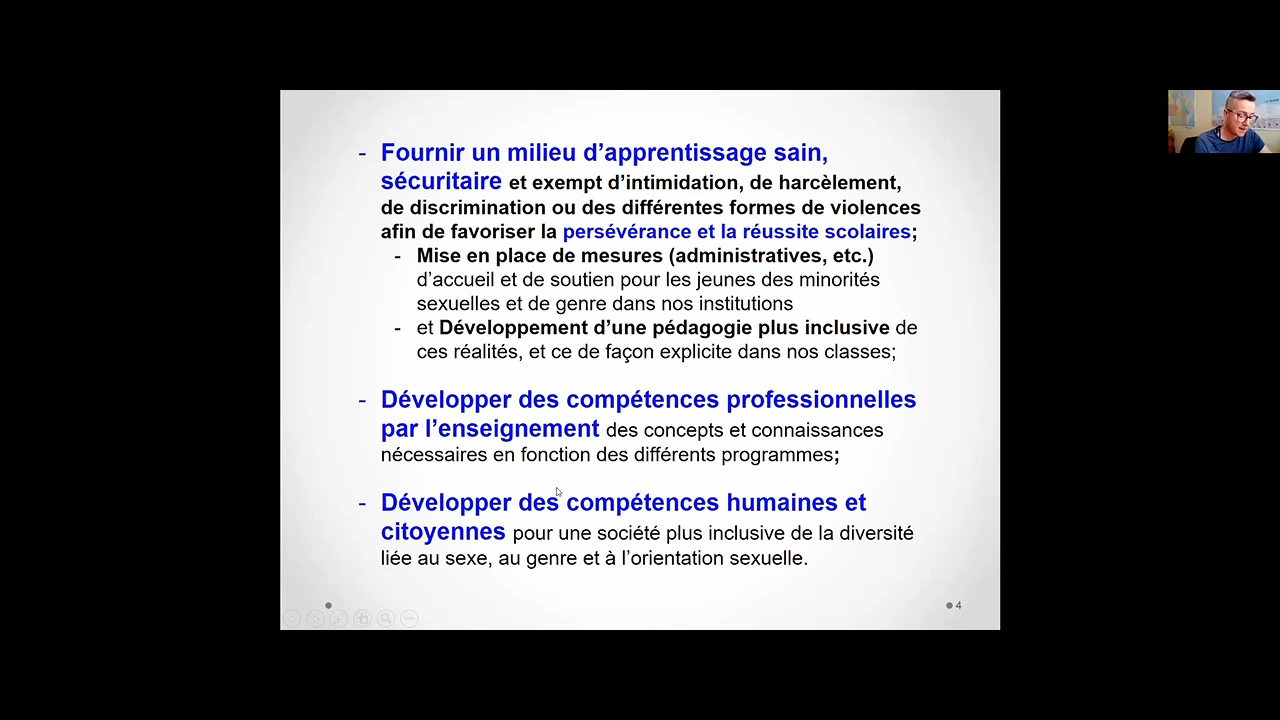 - Fournir un milieu d’apprentissage sain,
sécuritaire et exempt d’intimidation, de harcèlement,
de discrimination ou des différentes formes de violences
afin de favoriser la persévérance et la réussite scolaires;
- Mise en place de mesures (administratives, etc.)
d’accueil et de soutien pour les jeunes des minorités
sexuelles et de genre dans nos institutions
- et Développement d’une pédagogie plus inclusive de
ces réalités, et ce de façon explicite dans nos classes;
- Développer des compétences professionnelles
par l’enseignement des concepts et connaissances
nécessaires en fonction des différents programmes;
- Développer des compétences humaines et
citoyennes pour une société plus inclusive de la diversité
liée au sexe, au genre et à l’orientation sexuelle.
4